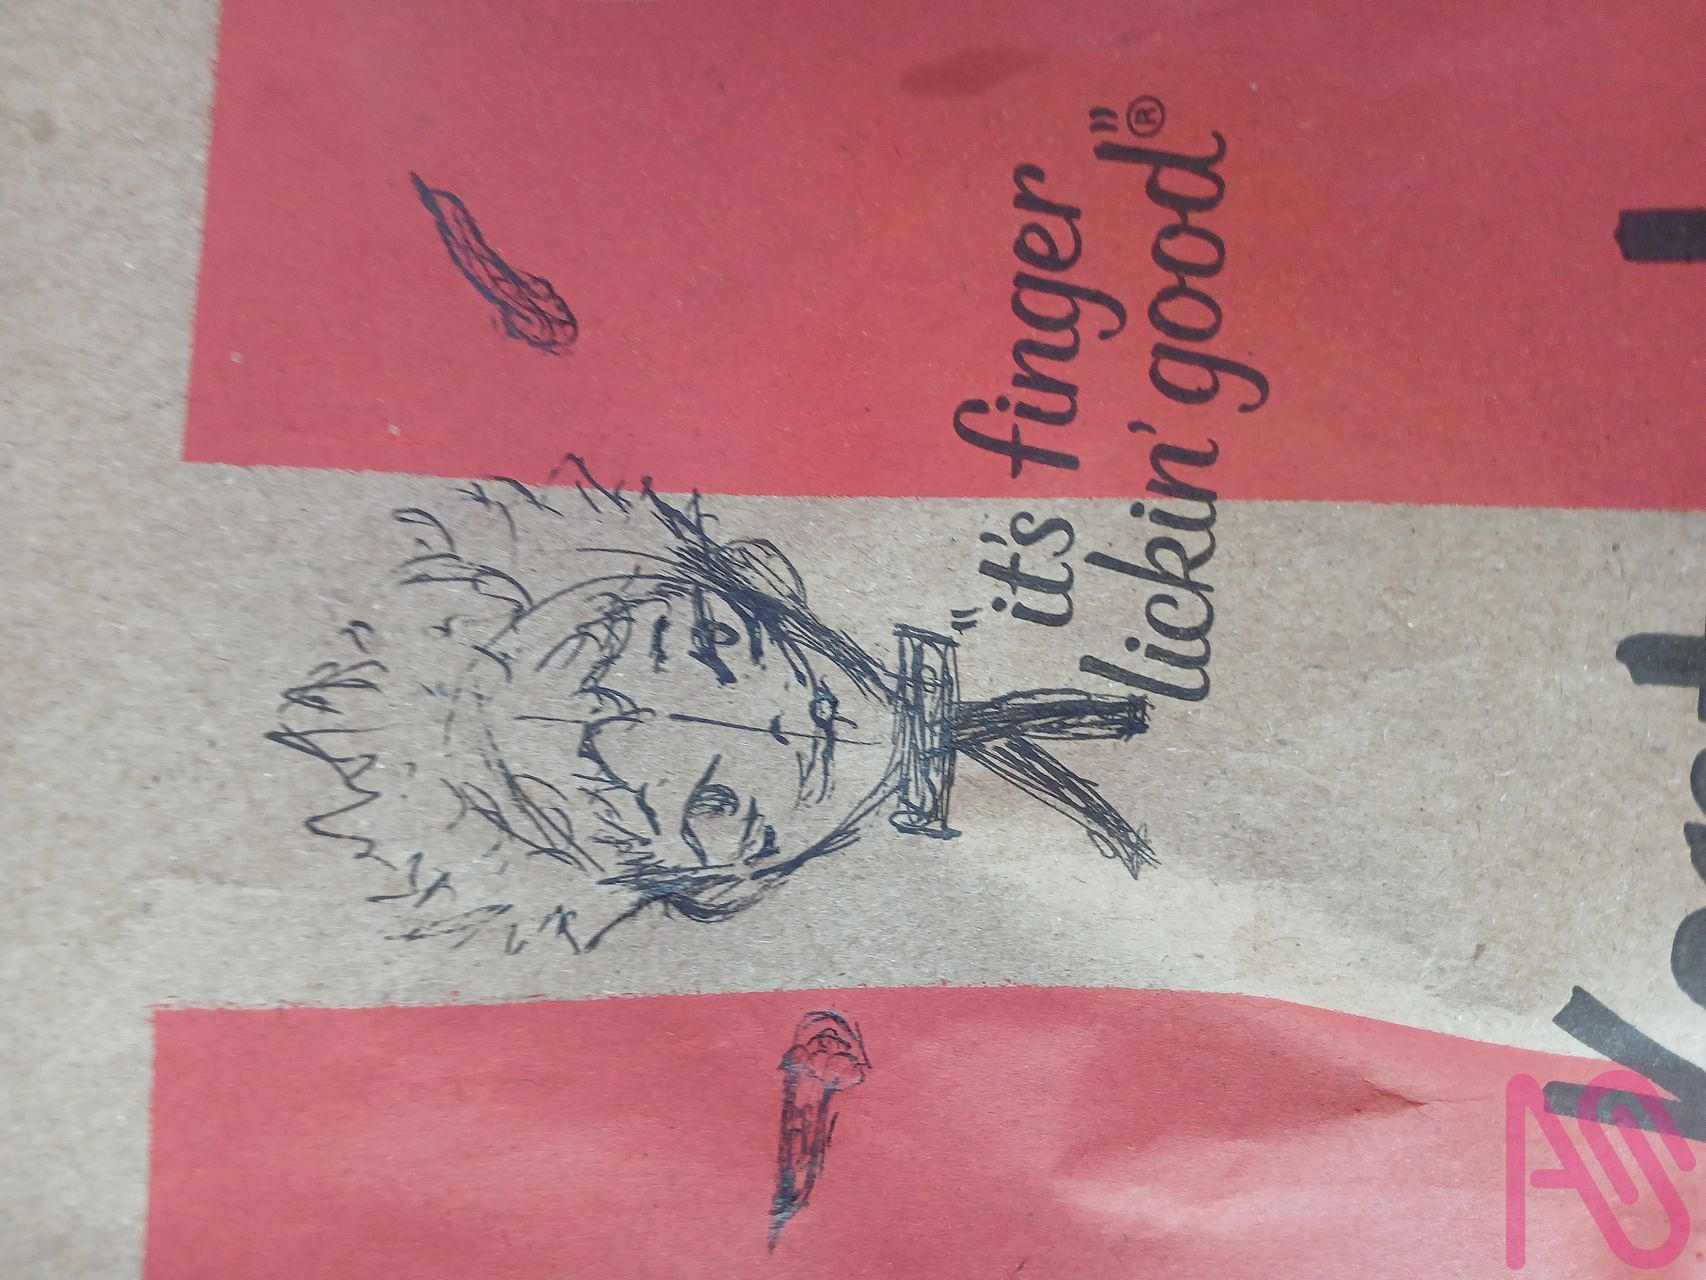 "it's finger
lickin' good"®